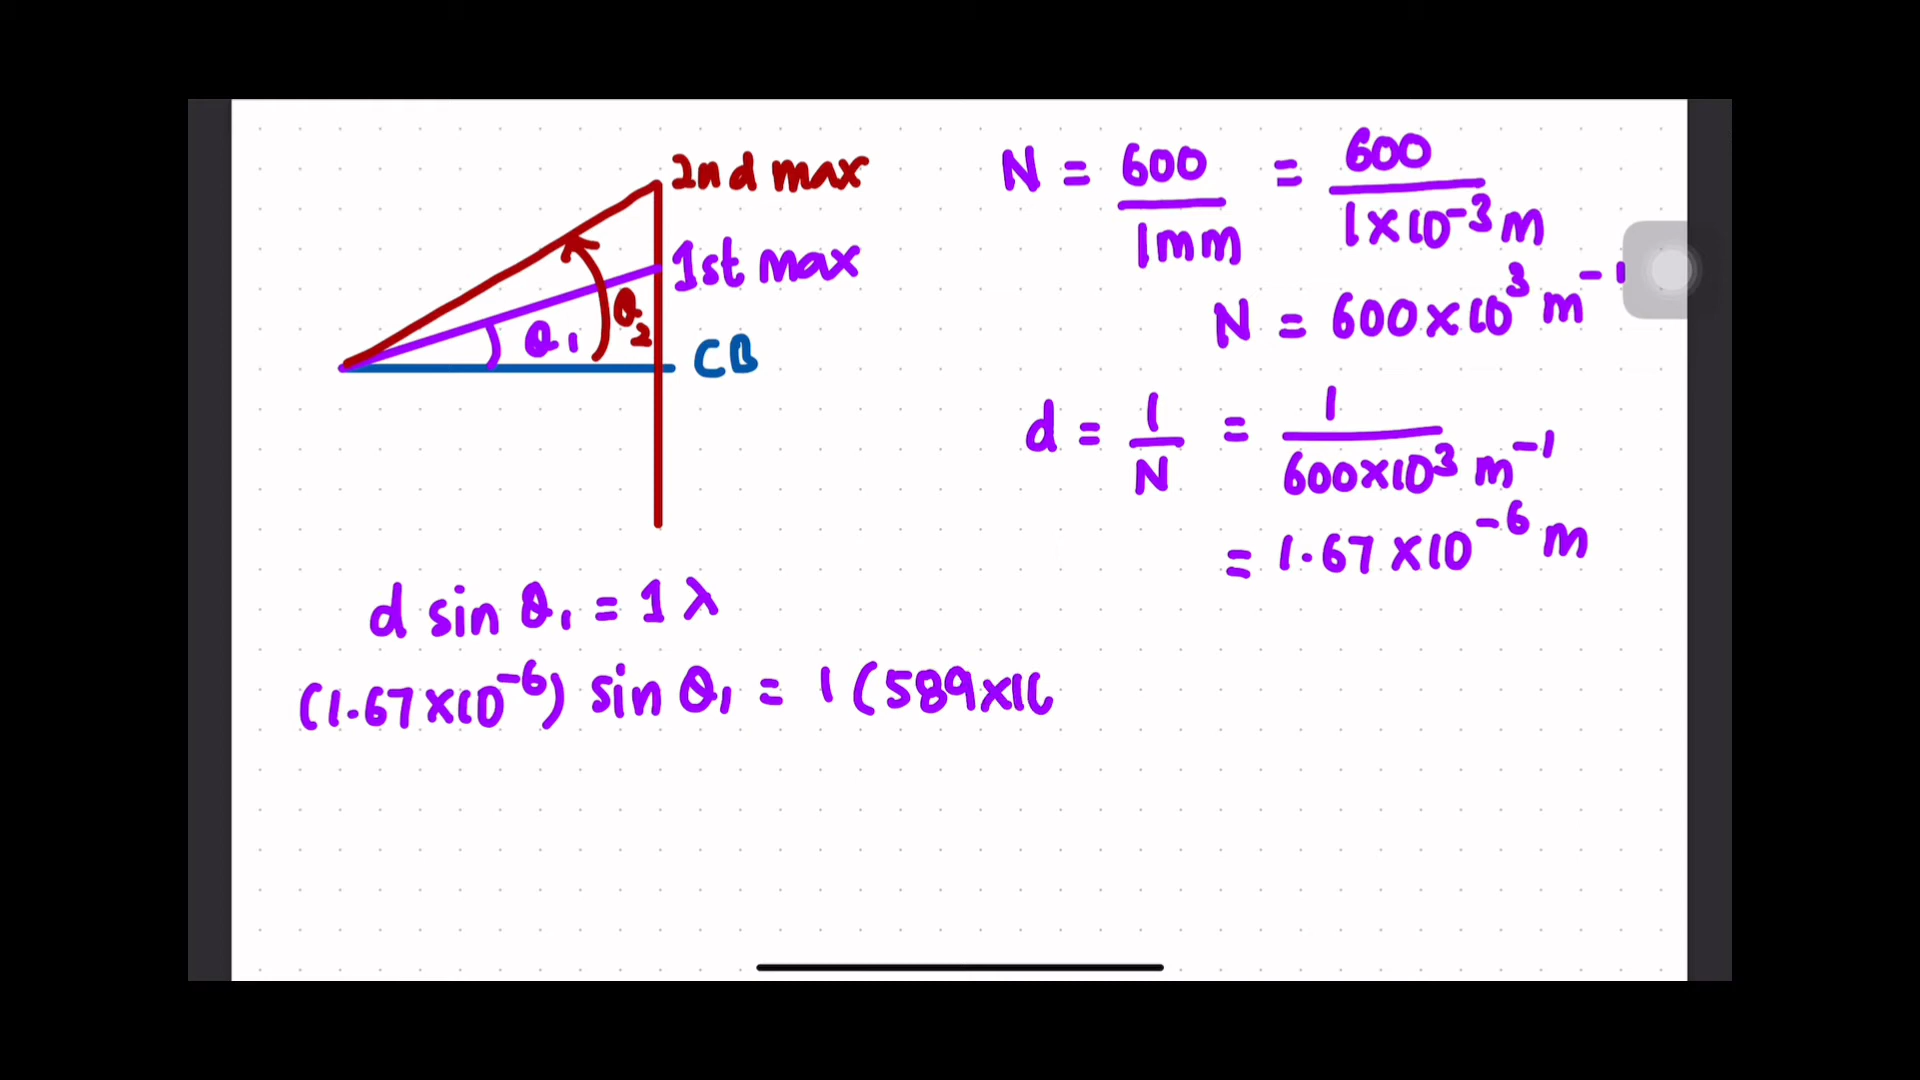 2nd max
1st max
θ₁
θ₂
CB
N = 600/1mm = 600/1×10⁻³ m
N = 600×10³ m⁻¹
d = 1/N = 1/600×10³ m⁻¹
= 1.67×10⁻⁶ m
d sin θ₁ = 1 λ
(1.67×10⁻⁶) sin θ₁ = 1 (589×10